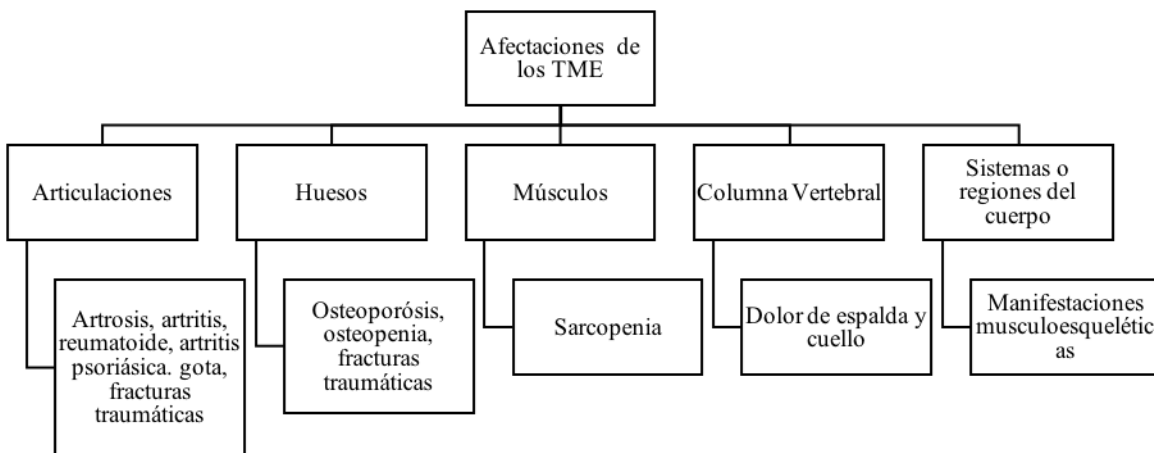 Afectaciones de
los TME
Articulaciones
Huesos
Músculos
Columna Vertebral
Sistemas o
regiones del
cuerpo
Artrosis, artritis,
reumatoide, artritis
psoriásica. gota,
fracturas
traumáticas
Osteoporósis,
osteopenia,
fracturas
traumáticas
Sarcopenia
Dolor de espalda y
cuello
Manifestaciones
musculoesquelétic
as